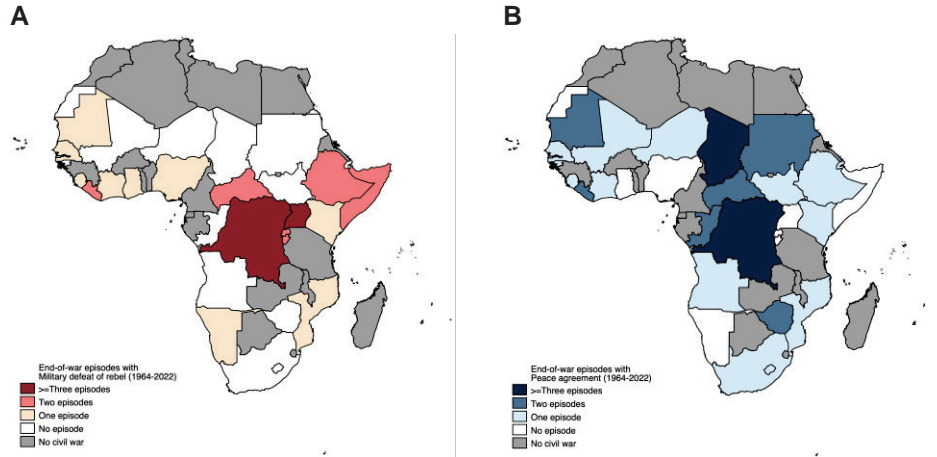 A
B
End-of-war episodes with
Military defeat of rebel (1964-2022)
>=Three episodes
Two episodes
One episode
No episode
No civil war
End-of-war episodes with
Peace agreement (1964-2022)
>=Three episodes
Two episodes
One episode
No episode
No civil war